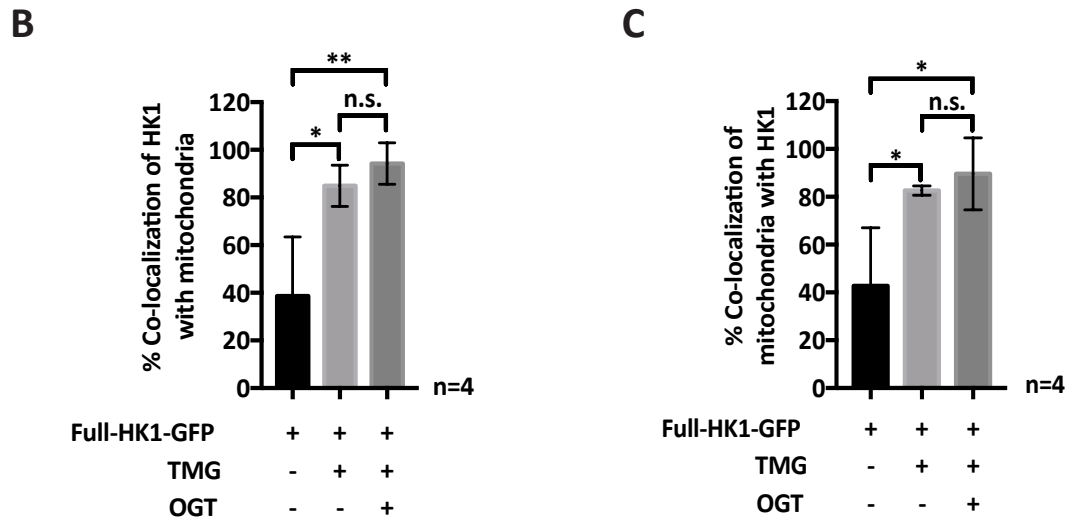 B
**
n.s.
*
% Co-localization of HK1
with mitochondria
120
100
80
60
40
20
0
n=4
Full-HK1-GFP + + +
TMG - + +
OGT - - +
C
*
n.s.
*
% Co-localization of
mitochondria with HK1
120
100
80
60
40
20
0
n=4
Full-HK1-GFP + + +
TMG - + +
OGT - - +